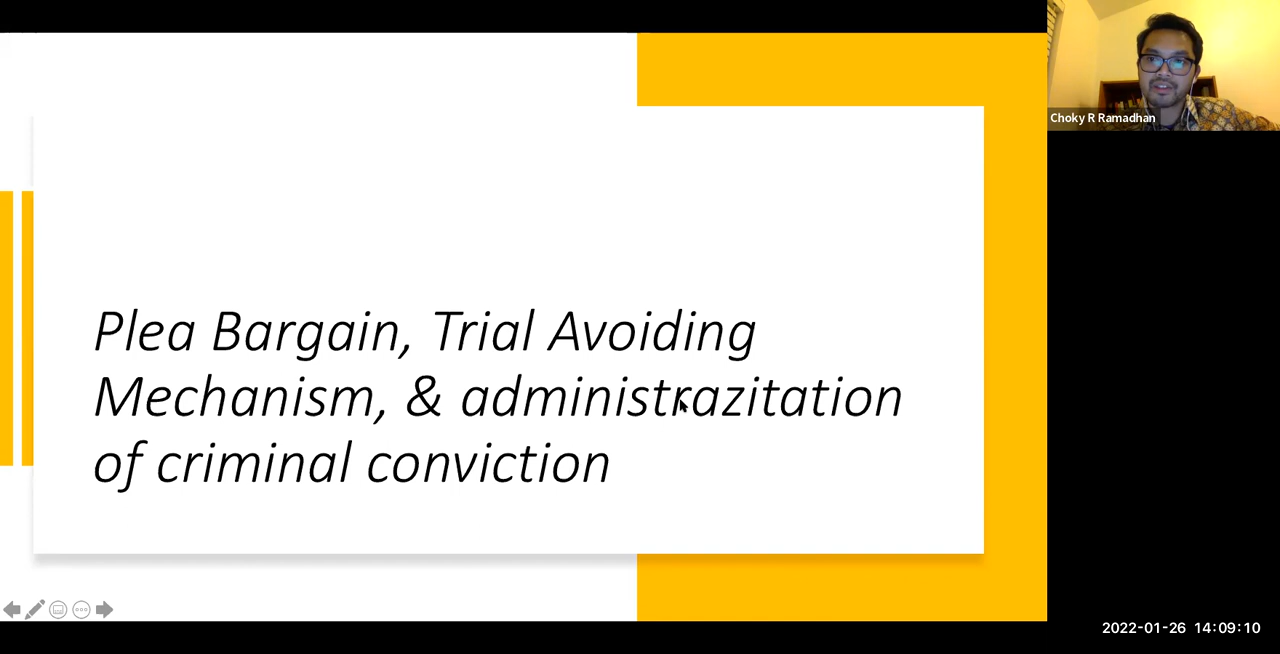 Choky R Ramadhan
Plea Bargain, Trial Avoiding
Mechanism, & administrazitation
of criminal conviction
2022-01-26 14:09:10